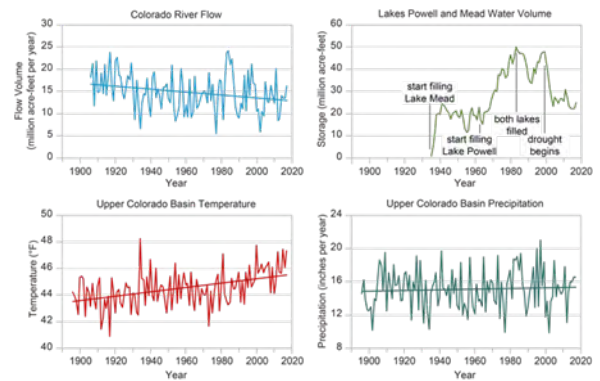 Colorado River Flow
Flow Volume
(million acre-feet per year)
30
25
20
15
10
5
0
1900 1920 1940 1960 1980 2000 2020
Year
Lakes Powell and Mead Water Volume
Storage (million acre-feet)
60
50
40
30
20
10
0
start filling
Lake Mead
start filling
Lake Powell
both lakes
filled
drought
begins
1900 1920 1940 1960 1980 2000 2020
Year
Upper Colorado Basin Temperature
Temperature (°F)
50
48
46
44
42
40
1900 1920 1940 1960 1980 2000 2020
Year
Upper Colorado Basin Precipitation
Precipitation (inches per year)
24
20
16
12
8
1900 1920 1940 1960 1980 2000 2020
Year